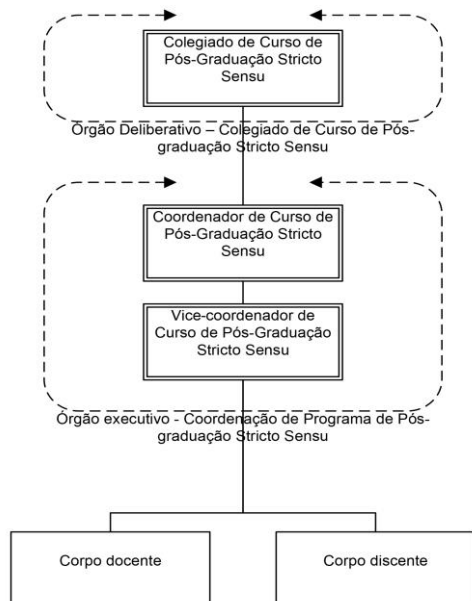 Colegiado de Curso de
Pós-Graduação Stricto
Sensu
Órgão Deliberativo – Colegiado de Curso de Pós-
graduação Stricto Sensu
Coordenador de Curso de
Pós-Graduação Stricto
Sensu
Vice-coordenador de
Curso de Pós-Graduação
Stricto Sensu
Órgão executivo - Coordenação de Programa de Pós-
graduação Stricto Sensu
Corpo docente
Corpo discente